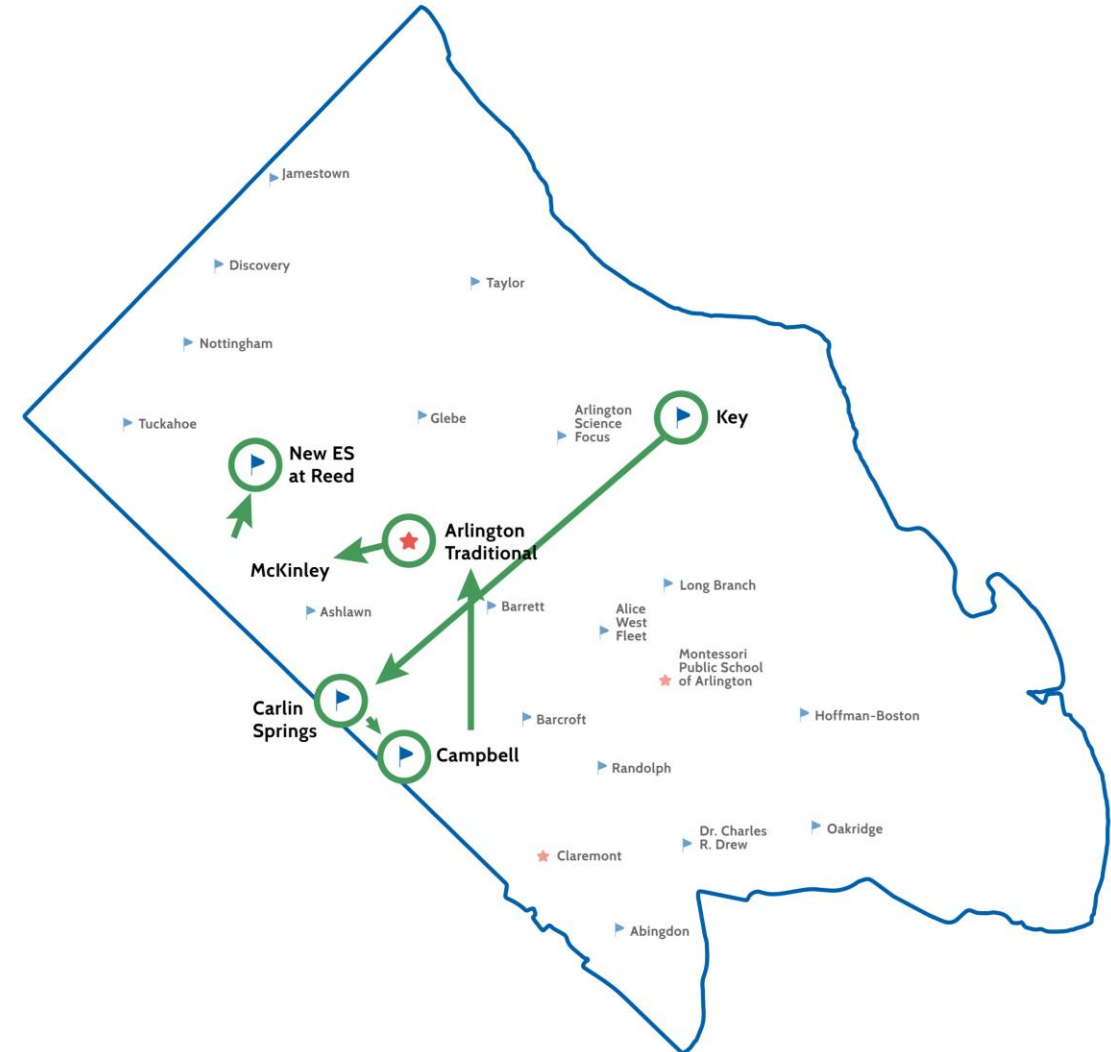 Jamestown
Discovery
Taylor
Nottingham
Tuckahoe
Glebe
Arlington
Science
Focus
Key
New ES
at Reed
Arlington
Traditional
McKinley
Ashlawn
Barrett
Long Branch
Alice
West
Fleet
Montessori
Public School
of Arlington
Carlin
Springs
Campbell
Barcroft
Hoffman-Boston
Randolph
Dr. Charles
R. Drew
Oakridge
Claremont
Abingdon